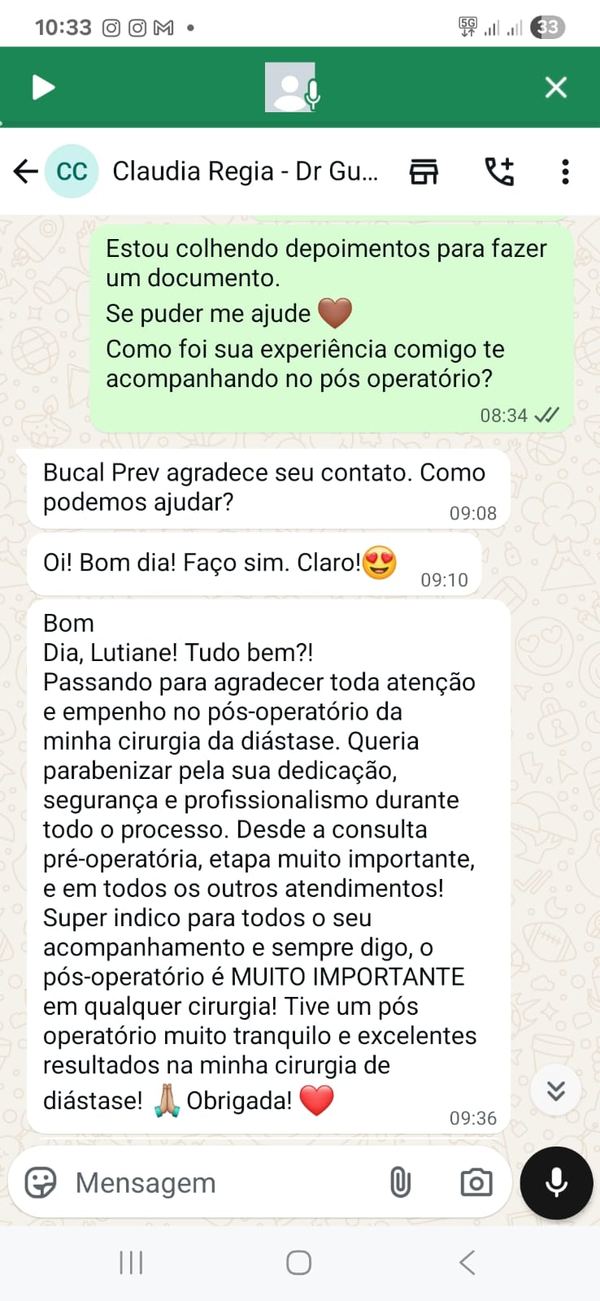 10:33
5G
33
CC
Claudia Regia - Dr Gu...
Estou colhendo depoimentos para fazer
um documento.
Se puder me ajude 🤎
Como foi sua experiência comigo te
acompanhando no pós operatório?
08:34
Bucal Prev agradece seu contato. Como
podemos ajudar?
09:08
Oi! Bom dia! Faço sim. Claro!😍
09:10
Bom
Dia, Lutiane! Tudo bem?!
Passando para agradecer toda atenção
e empenho no pós-operatório da
minha cirurgia da diástase. Queria
parabenizar pela sua dedicação,
segurança e profissionalismo durante
todo o processo. Desde a consulta
pré-operatória, etapa muito importante,
e em todos os outros atendimentos!
Super indico para todos o seu
acompanhamento e sempre digo, o
pós-operatório é MUITO IMPORTANTE
em qualquer cirurgia! Tive um pós
operatório muito tranquilo e excelentes
resultados na minha cirurgia de
diástase! 🙏🏼 Obrigada! ❤️
09:36
Mensagem